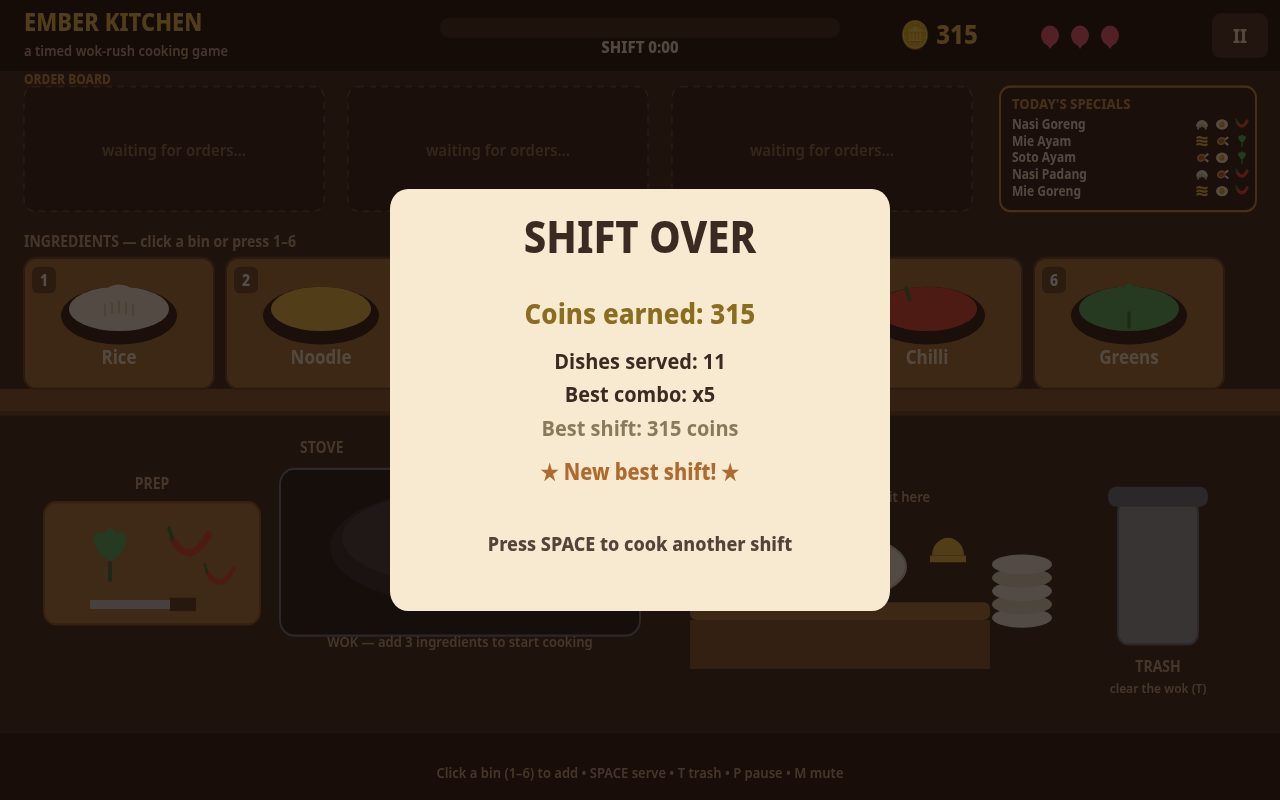 EMBER KITCHEN
a timed wok-rush cooking game
SHIFT 0:00
315
II
ORDER BOARD
waiting for orders...
waiting for orders...
waiting for orders...
TODAY'S SPECIALS
Nasi Goreng
Mie Ayam
Soto Ayam
Nasi Padang
Mie Goreng
INGREDIENTS — click a bin or press 1–6
1
Rice
2
Noodle
Chilli
6
Greens
SHIFT OVER
Coins earned: 315
Dishes served: 11
Best combo: x5
Best shift: 315 coins
★ New best shift! ★
Press SPACE to cook another shift
STOVE
PREP
it here
WOK — add 3 ingredients to start cooking
TRASH
clear the wok (T)
Click a bin (1–6) to add • SPACE serve • T trash • P pause • M mute